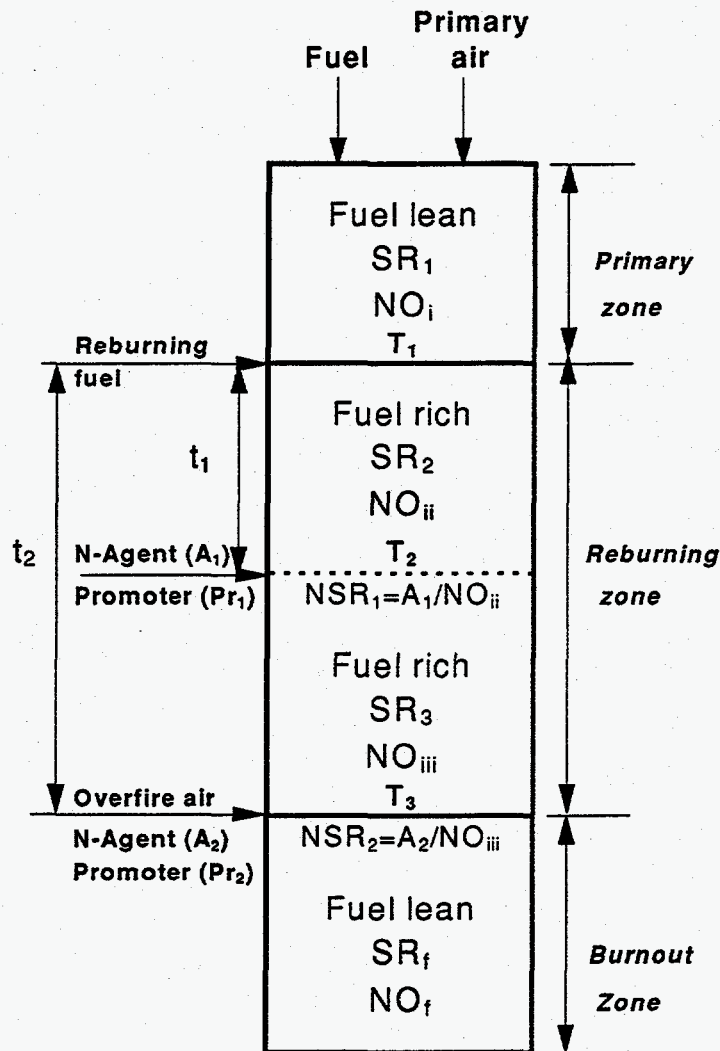 Fuel
Primary
air
Fuel lean
SR₁
NOᵢ
T₁
Primary
zone
Reburning
fuel
t₁
t₂
Fuel rich
SR₂
NOᵢᵢ
T₂
N-Agent (A₁)
Promoter (Pr₁)
NSR₁=A₁/NOᵢᵢ
Reburning
zone
Fuel rich
SR₃
NOᵢᵢᵢ
T₃
Overfire air
N-Agent (A₂)
Promoter (Pr₂)
NSR₂=A₂/NOᵢᵢᵢ
Fuel lean
SR_f
NO_f
Burnout
Zone